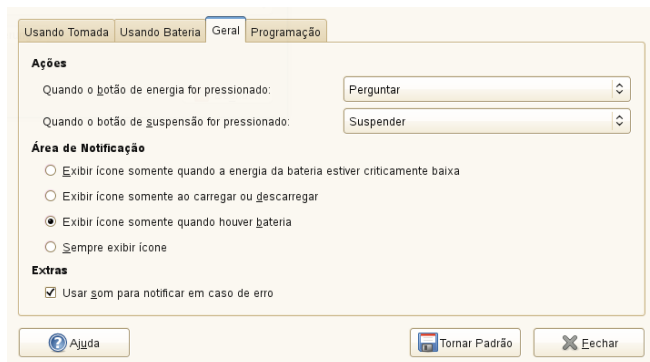 Usando Tomada Usando Bateria Geral Programação
Ações
Quando o botão de energia for pressionado: Perguntar
Quando o botão de suspensão for pressionado: Suspender
Área de Notificação
Exibir ícone somente quando a energia da bateria estiver criticamente baixa
Exibir ícone somente ao carregar ou descarregar
Exibir ícone somente quando houver bateria
Sempre exibir ícone
Extras
Usar som para notificar em caso de erro
Ajuda Tornar Padrão Fechar